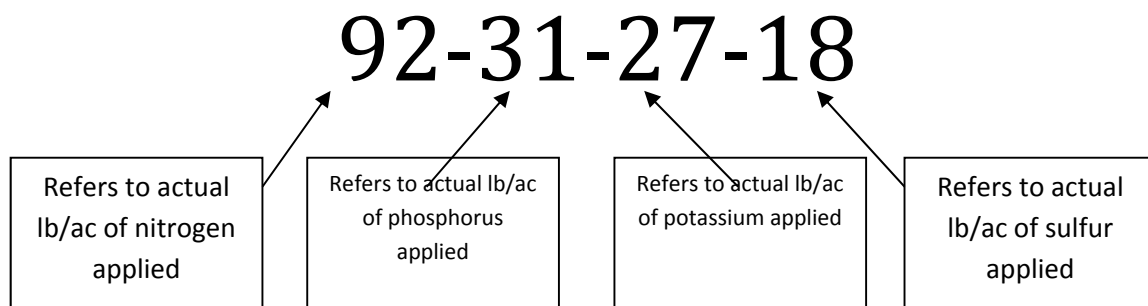 92-31-27-18
Refers to actual
lb/ac of nitrogen
applied
Refers to actual lb/ac
of phosphorus
applied
Refers to actual lb/ac
of potassium applied
Refers to actual
lb/ac of sulfur
applied